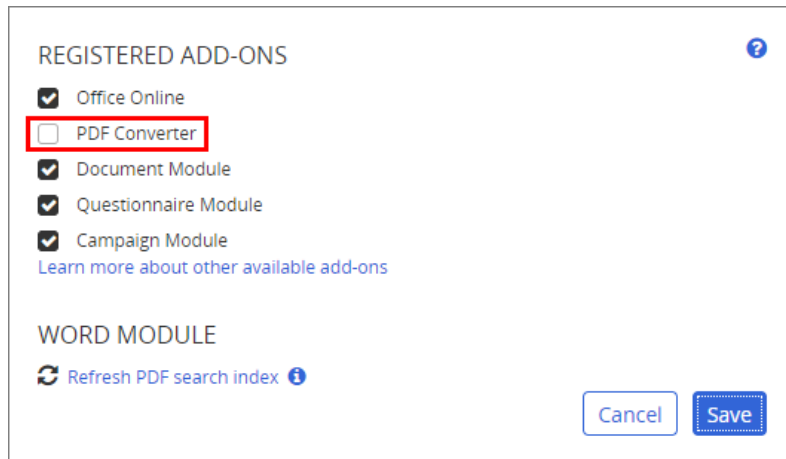 REGISTERED ADD-ONS
Office Online
PDF Converter
Document Module
Questionnaire Module
Campaign Module
Learn more about other available add-ons
WORD MODULE
Refresh PDF search index
Cancel Save